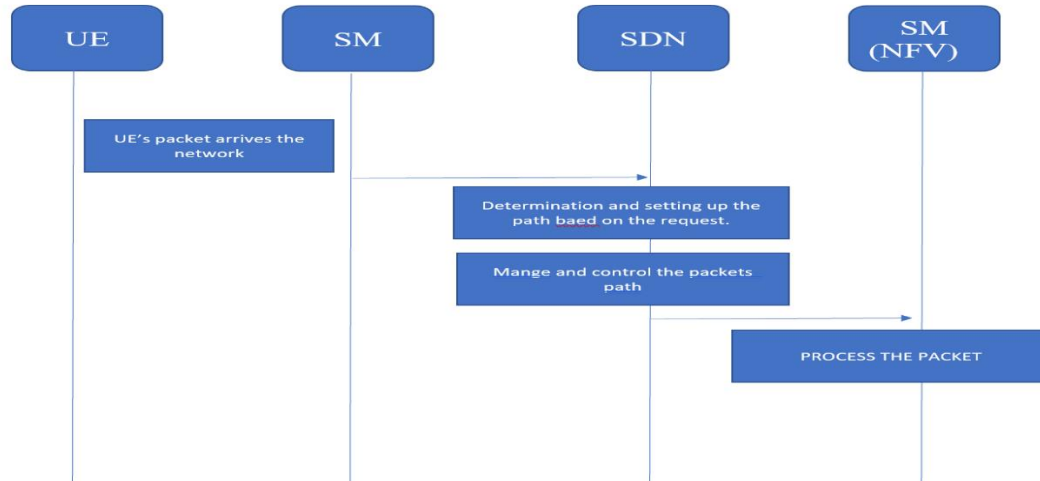 UE
SM
SDN
SM
(NFV)
UE's packet arrives the
network
Determination and setting up the
path baed on the request.
Mange and control the packets
path
PROCESS THE PACKET